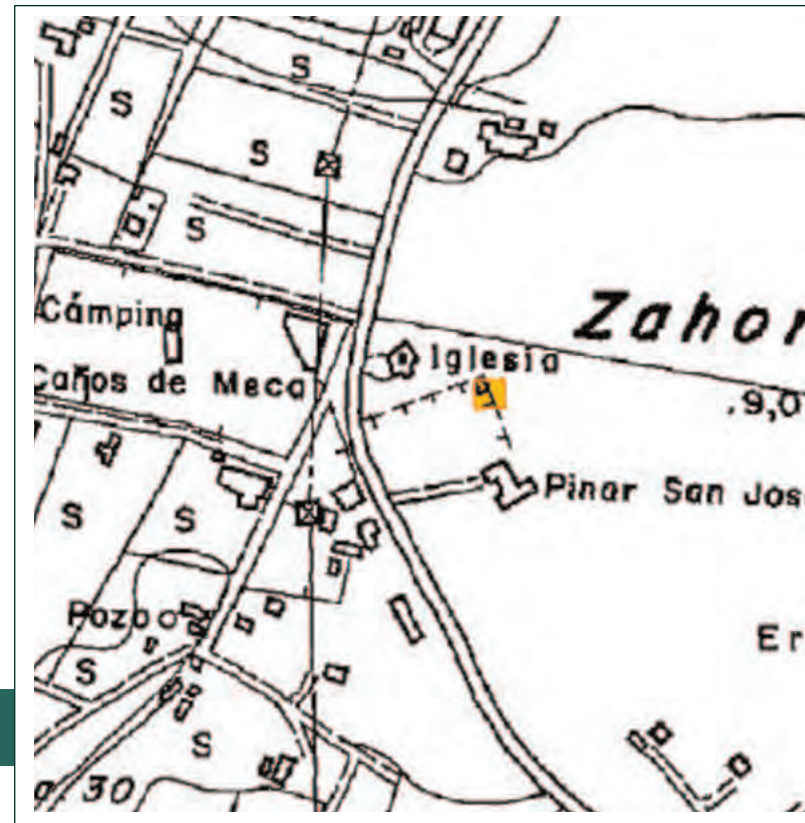 S
S
S
S
Zahor
Cámping
Iglesia
Caños de Meca
9,0
Pinar San Jos
S
S
Pozo
Er
S
S
30